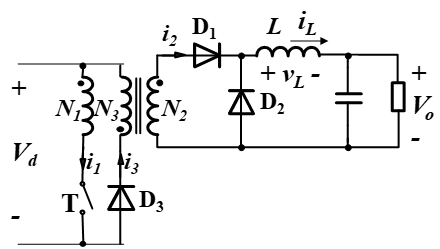 i2 D1 L iL
+ vL -
D2
+ Vo -
N1 N3 N2
+ Vd -
i1 i3
T
D3